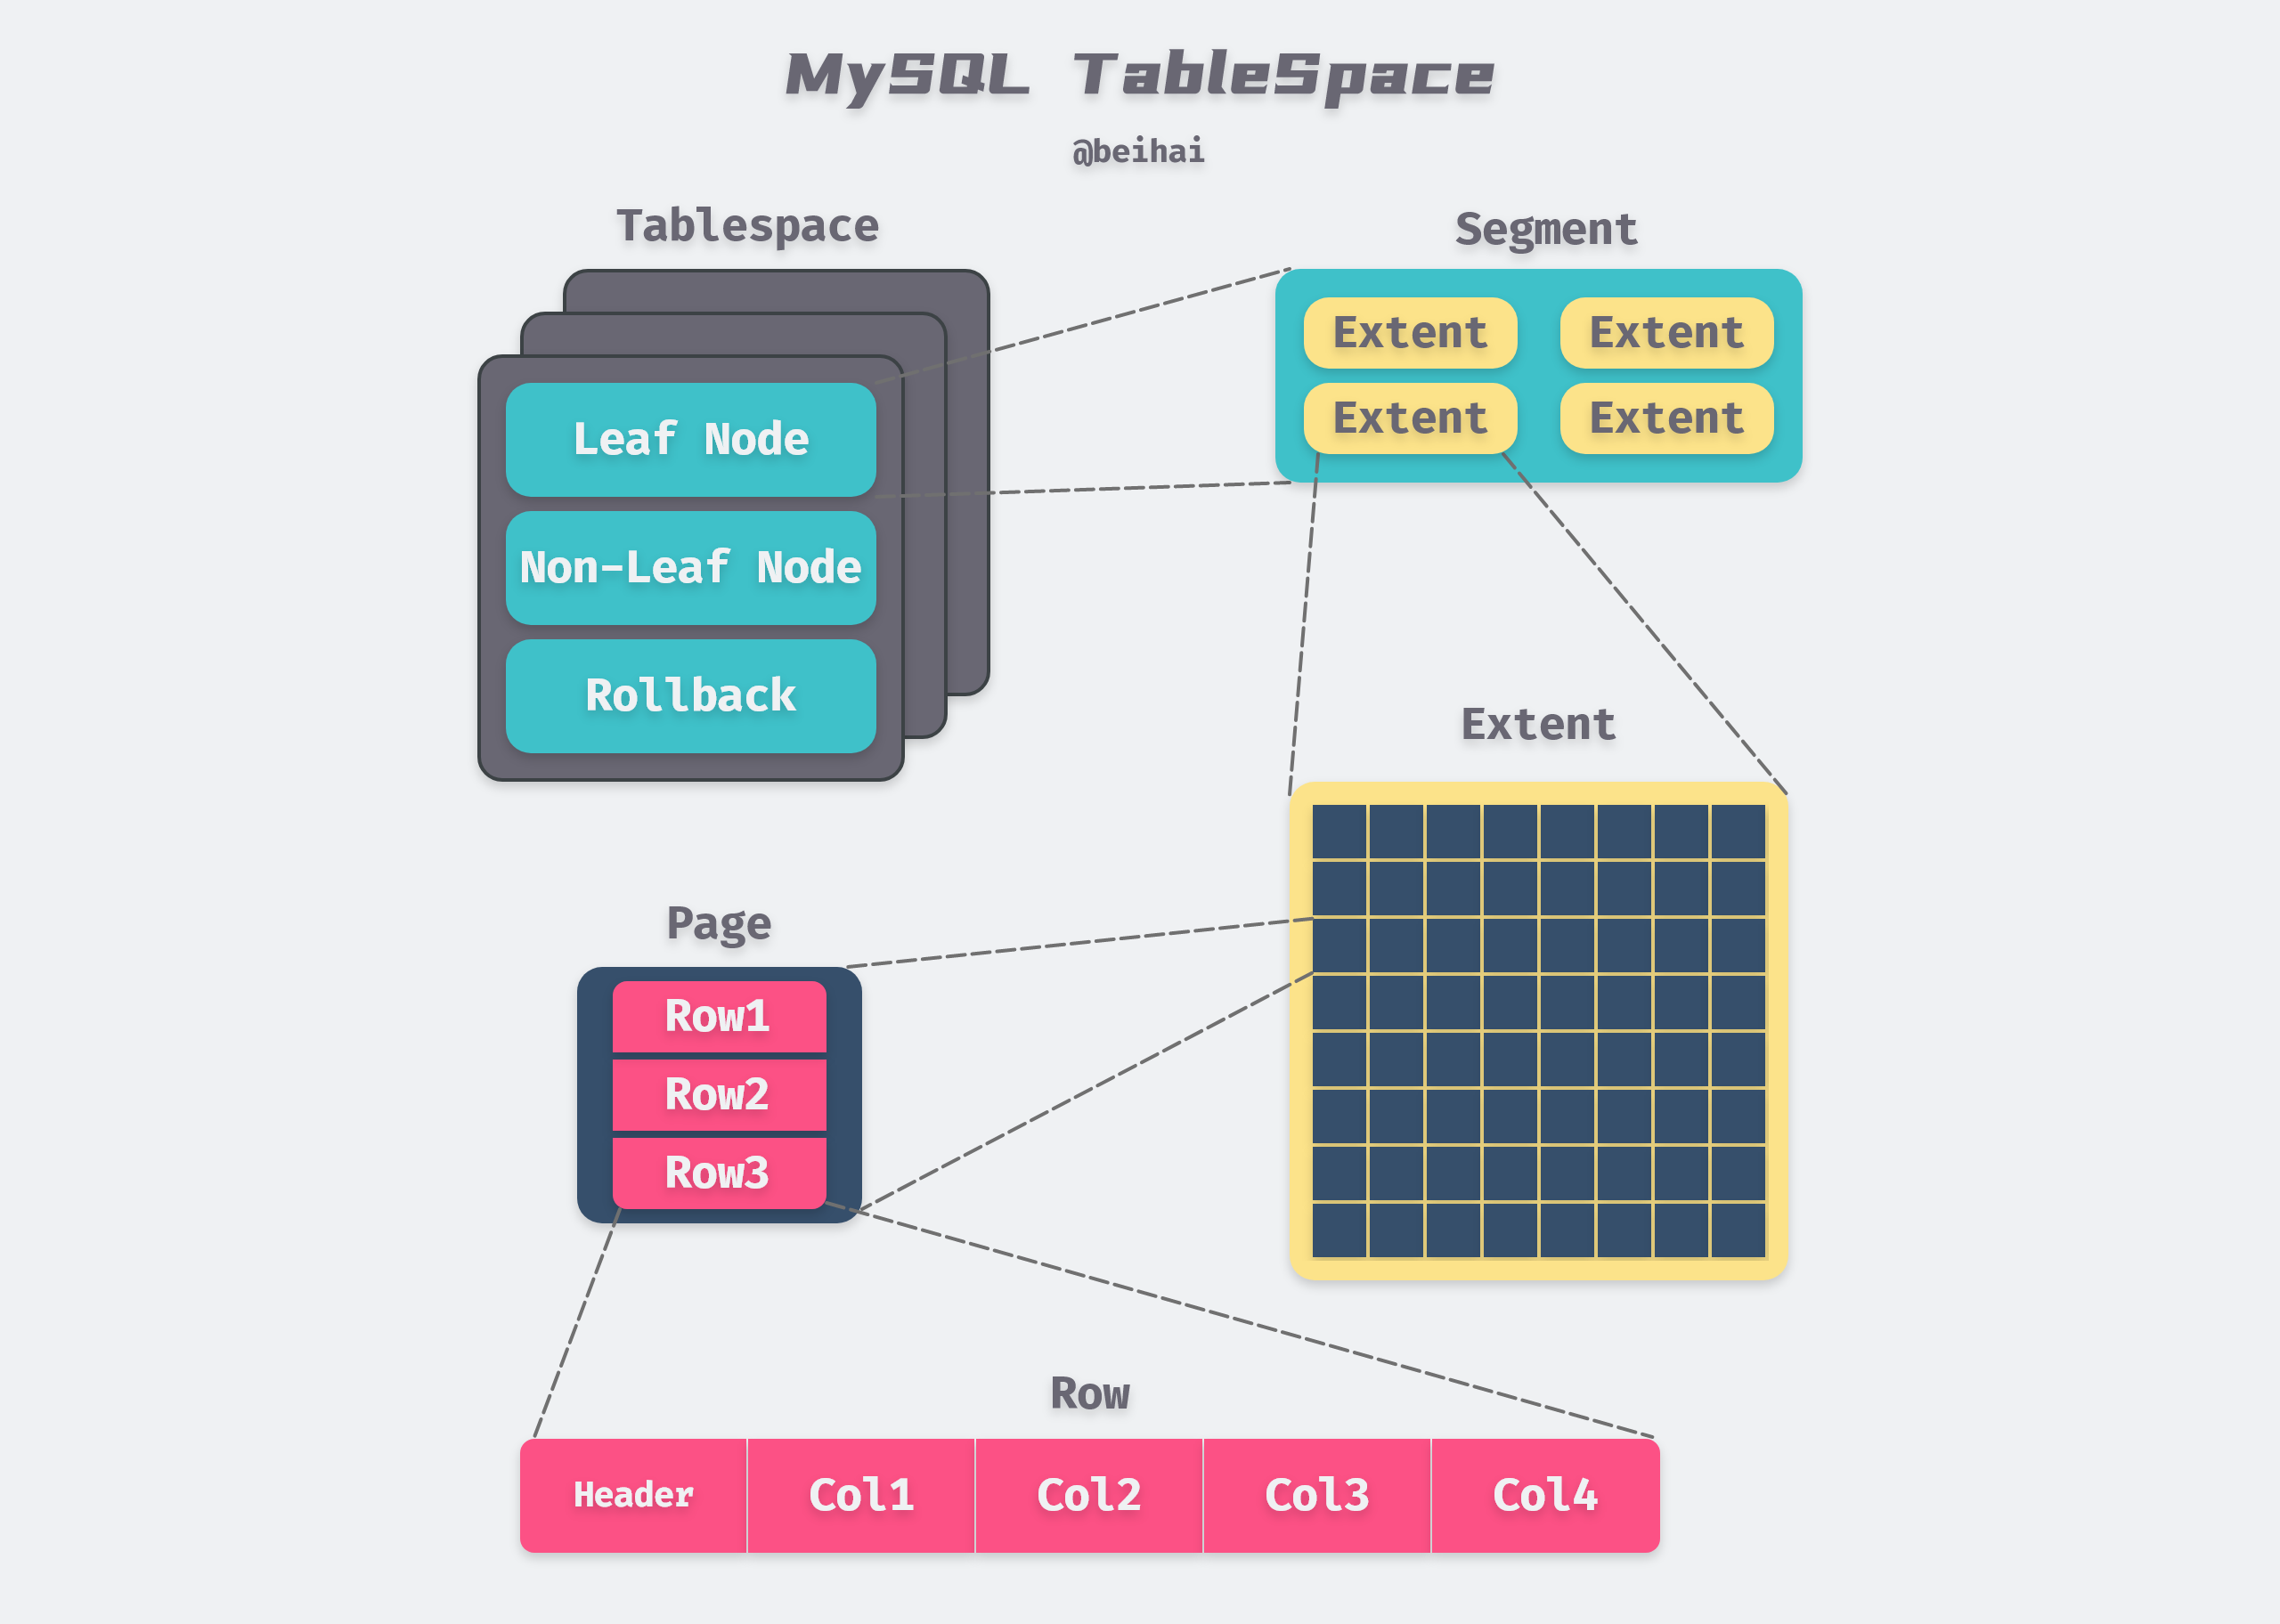 MySQL TableSpace
@beihai
Tablespace
Leaf Node
Non-Leaf Node
Rollback
Segment
Extent Extent
Extent Extent
Extent
Page
Row1
Row2
Row3
Row
Header Col1 Col2 Col3 Col4